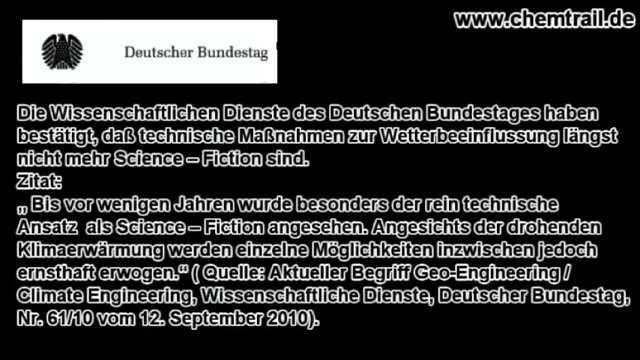 www.chemtrail.de
Deutscher Bundestag
Die Wissenschaftlichen Dienste des Deutschen Bundestages haben
bestätigt, daß technische Maßnahmen zur Wetterbeeinflussung längst
nicht mehr Science – Fiction sind.
Zitat:
„ Bis vor wenigen Jahren wurde besonders der rein technische
Ansatz als Science – Fiction angesehen. Angesichts der drohenden
Klimaerwärmung werden einzelne Möglichkeiten inzwischen jedoch
ernsthaft erwogen.“ ( Quelle: Aktueller Begriff Geo-Engineering /
Climate Engineering, Wissenschaftliche Dienste, Deutscher Bundestag,
Nr. 61/10 vom 12. September 2010).